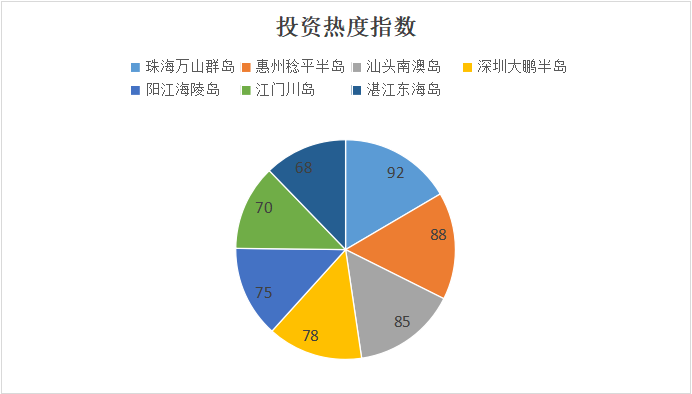 投资热度指数
珠海万山群岛 惠州稔平半岛 汕头南澳岛 深圳大鹏半岛
阳江海陵岛 江门川岛 湛江东海岛
68 92
70 88
75 85
78